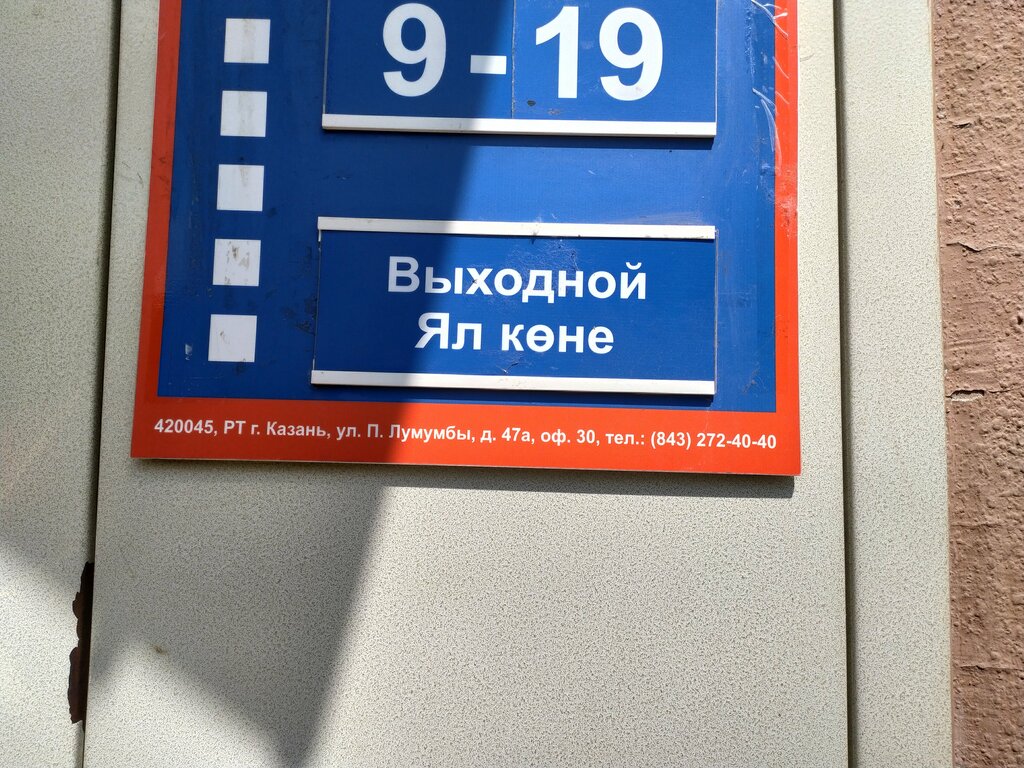 9 - 19
Выходной
Ял көне
420045, РТ г. Казань, ул. П. Лумумбы, д. 47а, оф. 30, тел.: (843) 272-40-40